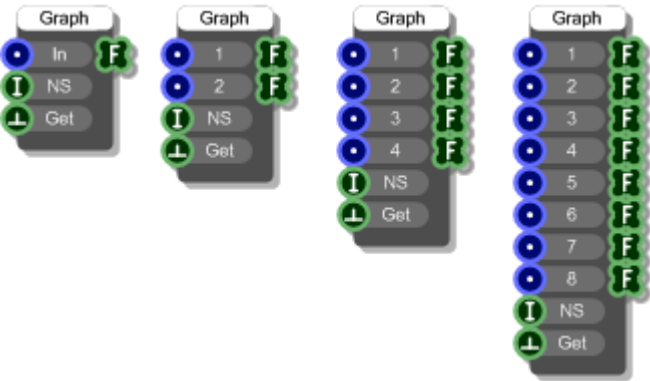 Graph
In F
NS
Get
Graph
1 F
2 F
NS
Get
Graph
1 F
2 F
3 F
4 F
NS
Get
Graph
1 F
2 F
3 F
4 F
5 F
6 F
7 F
8 F
NS
Get